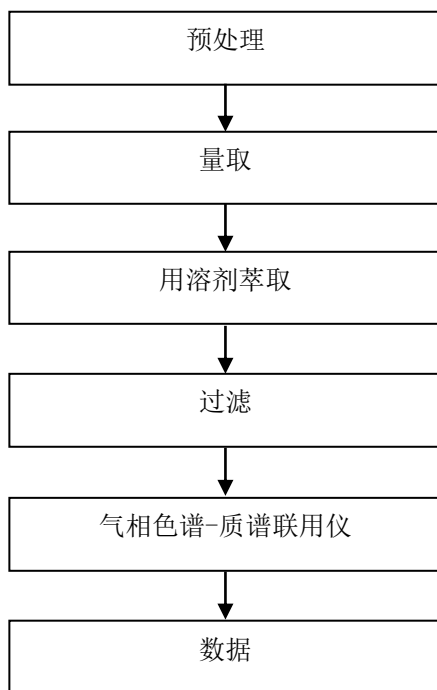 预处理
量取
用溶剂萃取
过滤
气相色谱-质谱联用仪
数据